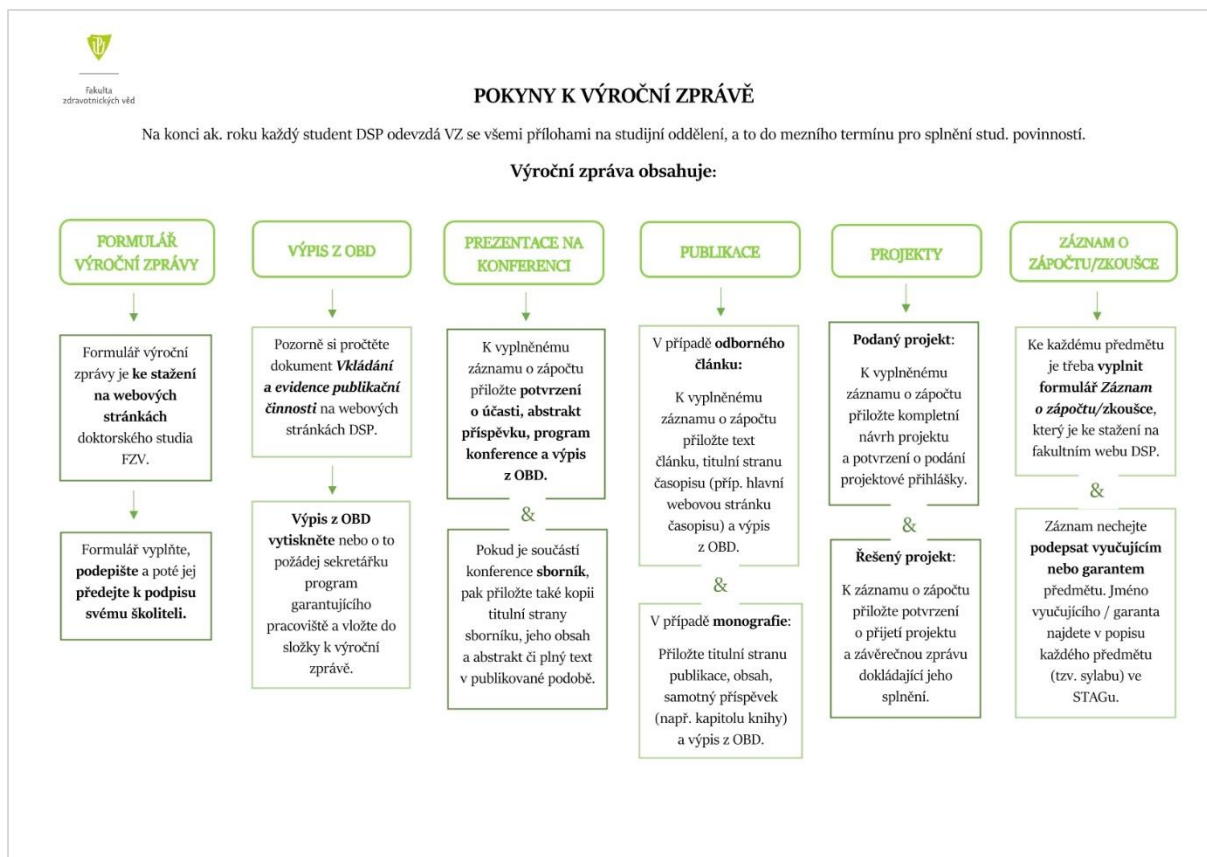 Fakulta
zdravotnických věd
POKYNY K VÝROČNÍ ZPRÁVĚ
Na konci ak. roku každý student DSP odevzdá VZ se všemi přílohami na studijní oddělení, a to do mezního termínu pro splnění stud. povinností.
Výroční zpráva obsahuje:
FORMULÁŘ
VÝROČNÍ ZPRÁVY
Formulář výroční
zprávy je ke stažení
na webových
stránkách
doktorského studia
FZV.
Formulář vyplňte,
podepište a poté jej
předejte k podpisu
svému školiteli.
VÝPIS Z OBD
Pozorně si pročtěte
dokument Vkládání
a evidence publikační
činnosti na webových
stránkách DSP.
Výpis z OBD
vytiskněte nebo o to
požádej sekretářku
program
garantujícího
pracoviště a vložte do
složky k výroční
zprávě.
PREZENTACE NA
KONFERENCI
K vyplněnému
záznamu o zápočtu
přiložte potvrzení
o účasti, abstrakt
příspěvku, program
konference a výpis
z OBD.
&
Pokud je součástí
konference sborník,
pak přiložte také kopii
titulní strany
sborníku, jeho obsah
a abstrakt či plný text
v publikované podobě.
PUBLIKACE
V případě odborného
článku:
K vyplněnému
záznamu o zápočtu
přiložte text
článku, titulní stranu
časopisu (příp. hlavní
webovou stránku
časopisu) a výpis
z OBD.
&
V případě monografie:
Přiložte titulní stranu
publikace, obsah,
samotný příspěvek
(např. kapitolu knihy)
a výpis z OBD.
PROJEKTY
Podaný projekt:
K vyplněnému
záznamu o zápočtu
přiložte kompletní
návrh projektu
a potvrzení o podání
projektové přihlášky.
&
Řešený projekt:
K záznamu o zápočtu
přiložte potvrzení
o přijetí projektu
a závěrečnou zprávu
dokládající jeho
splnění.
ZÁZNAM O
ZÁPOČTU/ZKOUŠCE
Ke každému předmětu
je třeba vyplnit
formulář Záznam
o zápočtu/zkoušce,
který je ke stažení na
fakultním webu DSP.
&
Záznam nechejte
podepsat vyučujícím
nebo garantem
předmětu. Jméno
vyučujícího / garanta
najdete v popisu
každého předmětu
(tzv. sylabu) ve
STAGu.